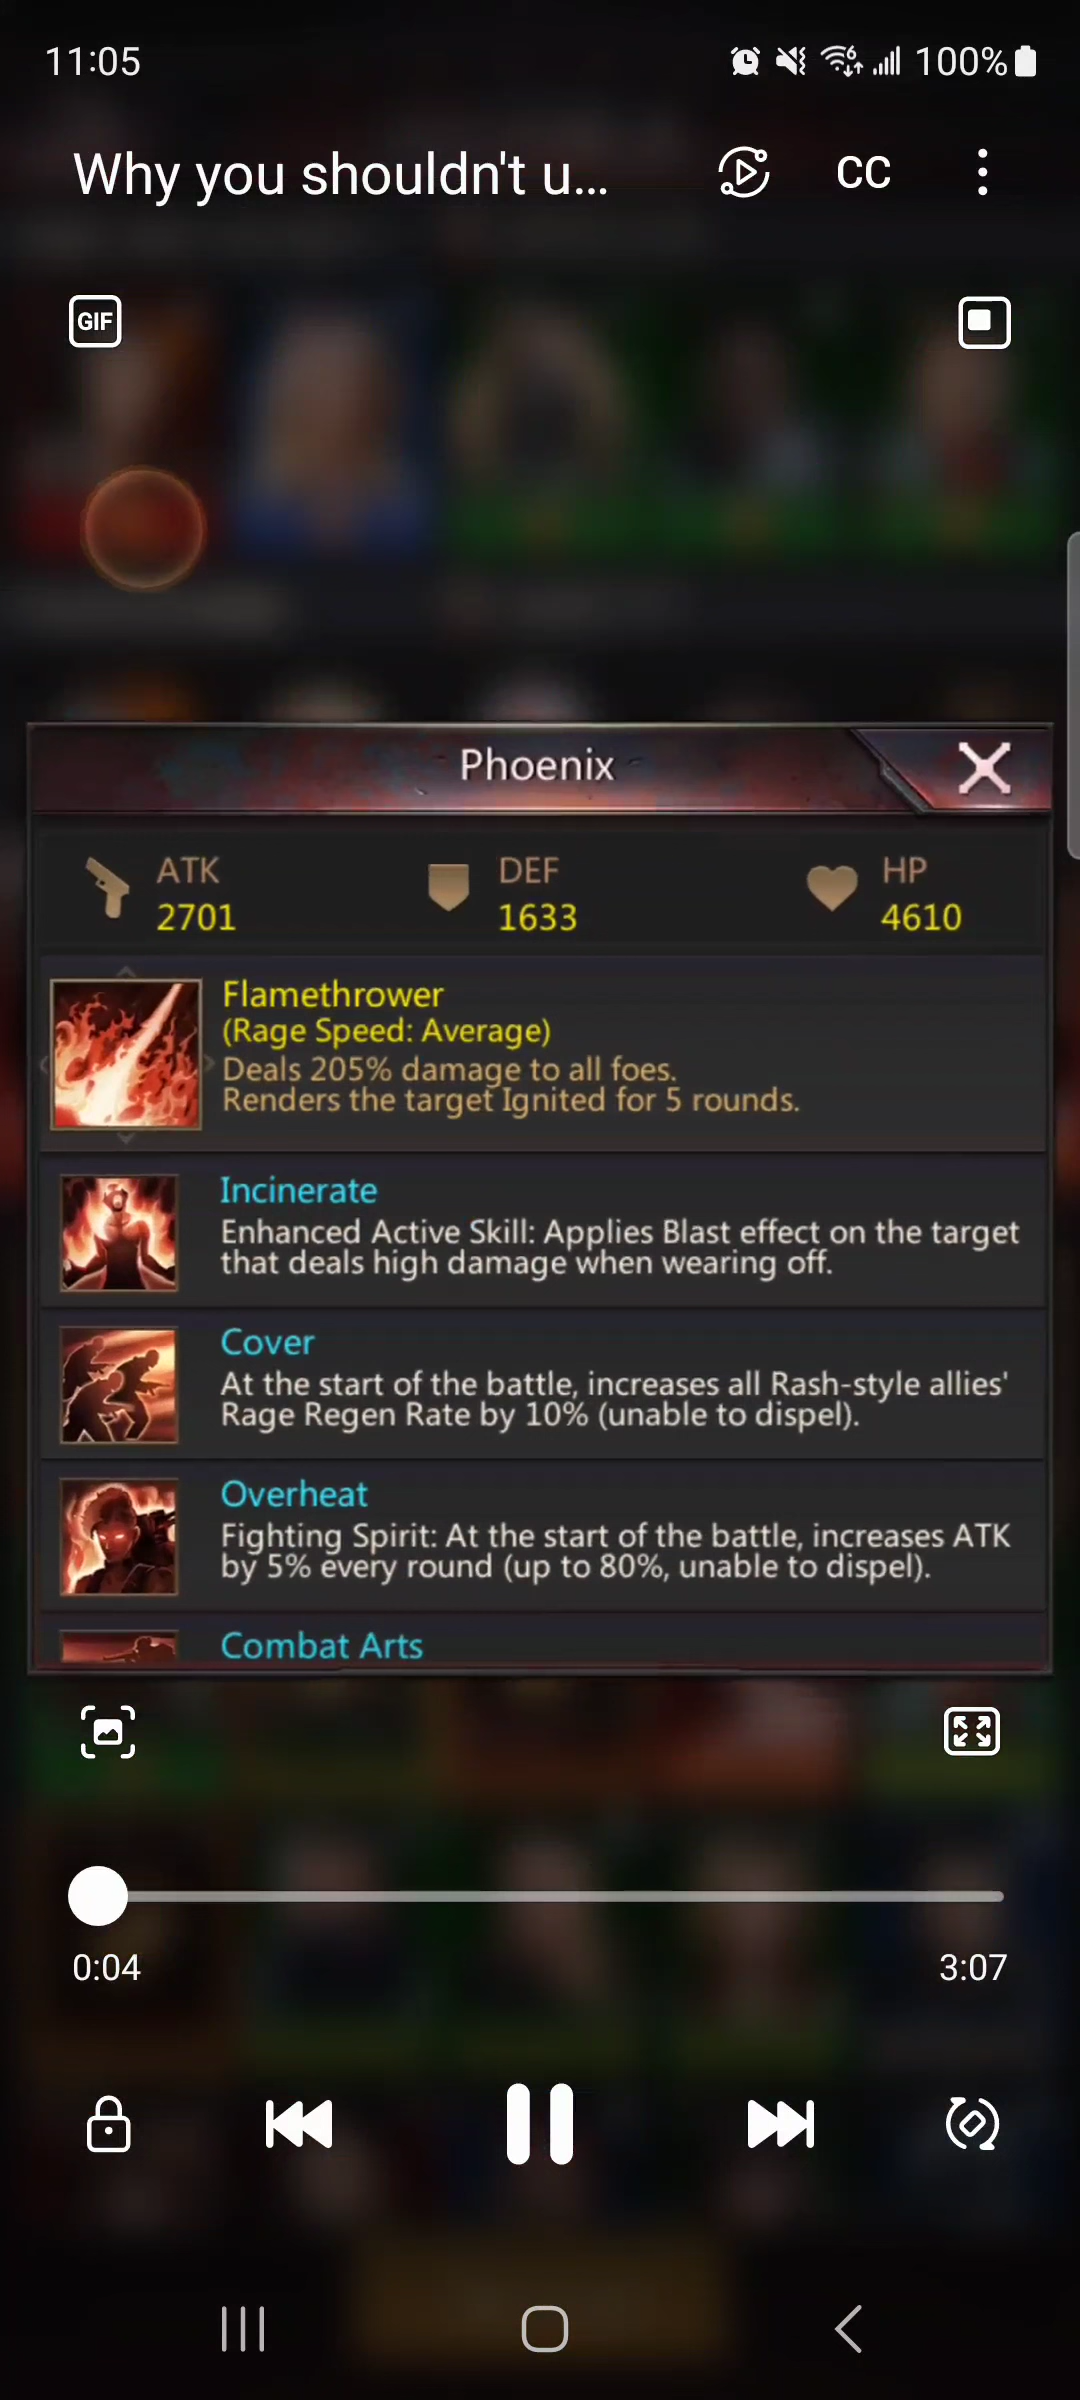 11:05
100%
Why you shouldn't u...
CC
GIF
Phoenix
ATK
2701
DEF
1633
HP
4610
Flamethrower
(Rage Speed: Average)
Deals 205% damage to all foes.
Renders the target Ignited for 5 rounds.
Incinerate
Enhanced Active Skill: Applies Blast effect on the target
that deals high damage when wearing off.
Cover
At the start of the battle, increases all Rash-style allies'
Rage Regen Rate by 10% (unable to dispel).
Overheat
Fighting Spirit: At the start of the battle, increases ATK
by 5% every round (up to 80%, unable to dispel).
Combat Arts
0:04
3:07